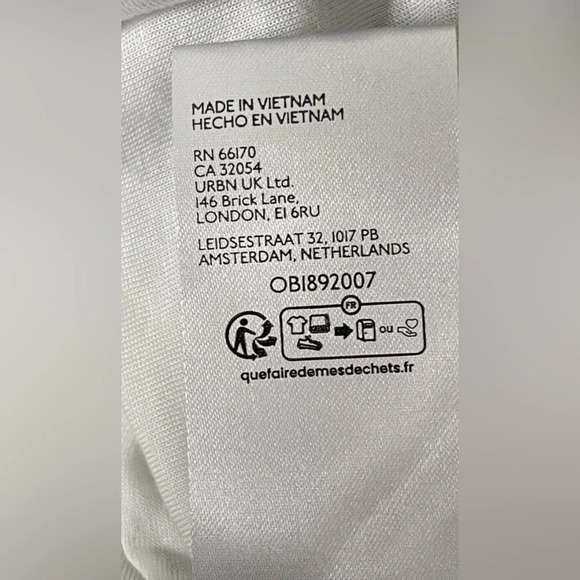 MADE IN VIETNAM
HECHO EN VIETNAM
RN 66170
CA 32054
URBN UK Ltd.
146 Brick Lane,
LONDON, E1 6RU
LEIDSESTRAAT 32, 1017 PB
AMSTERDAM, NETHERLANDS
OB1892007
FR
ou
quefairedemesdechets.fr